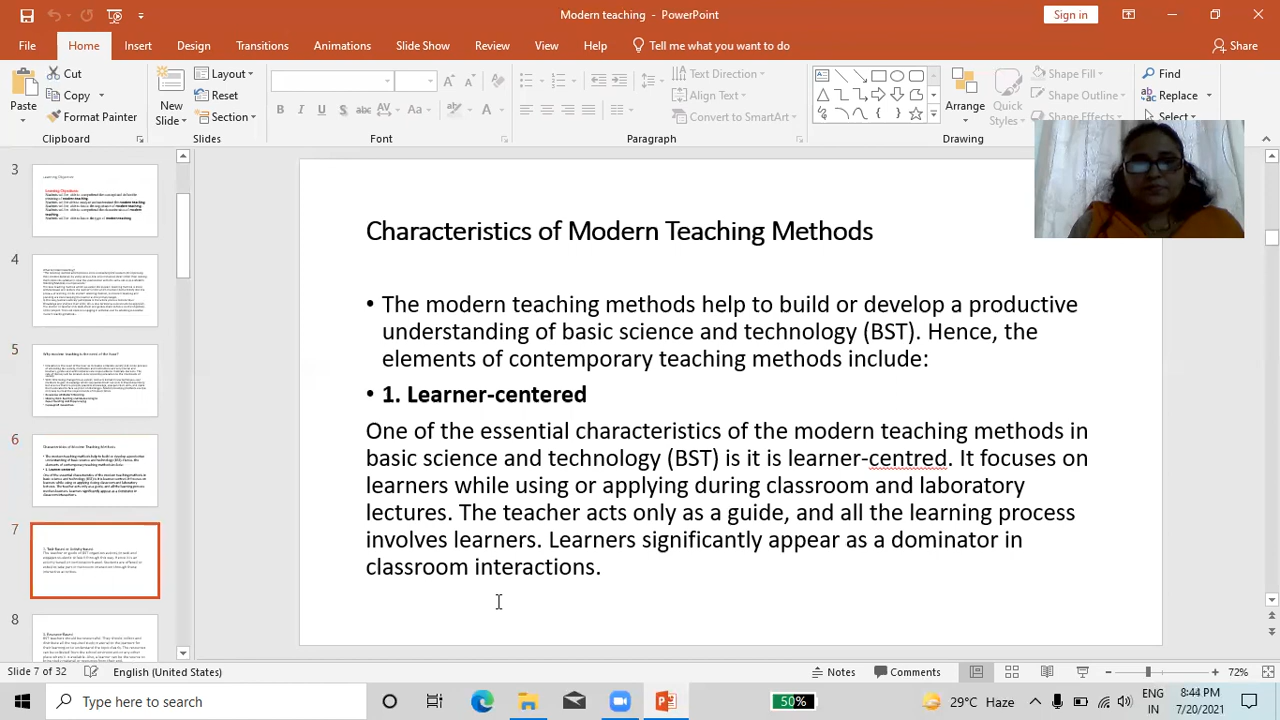 Modern teaching - PowerPoint
Sign in
File Home Insert Design Transitions Animations Slide Show Review View Help Tell me what you want to do Share
Paste
Cut
Copy
Format Painter
Clipboard
New
Slide
Layout
Reset
Section
Slides
B I U S abc AV Aa A
Font
Text Direction
Align Text
Convert to SmartArt
Paragraph
Arrange
Quick
Styles
Shape Fill
Shape Outline
Shape Effects
Drawing
Find
Replace
Select
3
4
5
6
7
8
Characteristics of Modern Teaching Methods
• The modern teaching methods help to build or develop a productive
understanding of basic science and technology (BST). Hence, the
elements of contemporary teaching methods include:
• 1. Learner-centered
One of the essential characteristics of the modern teaching methods in
basic science and technology (BST) is it is learner-centred. It focuses on
learners while using or applying during classroom and laboratory
lectures. The teacher acts only as a guide, and all the learning process
involves learners. Learners significantly appear as a dominator in
classroom interactions.
Slide 7 of 32 English (United States) Notes Comments 72%
Type here to search
50%
29°C Haze
ENG
IN
8:44 PM
7/20/2021